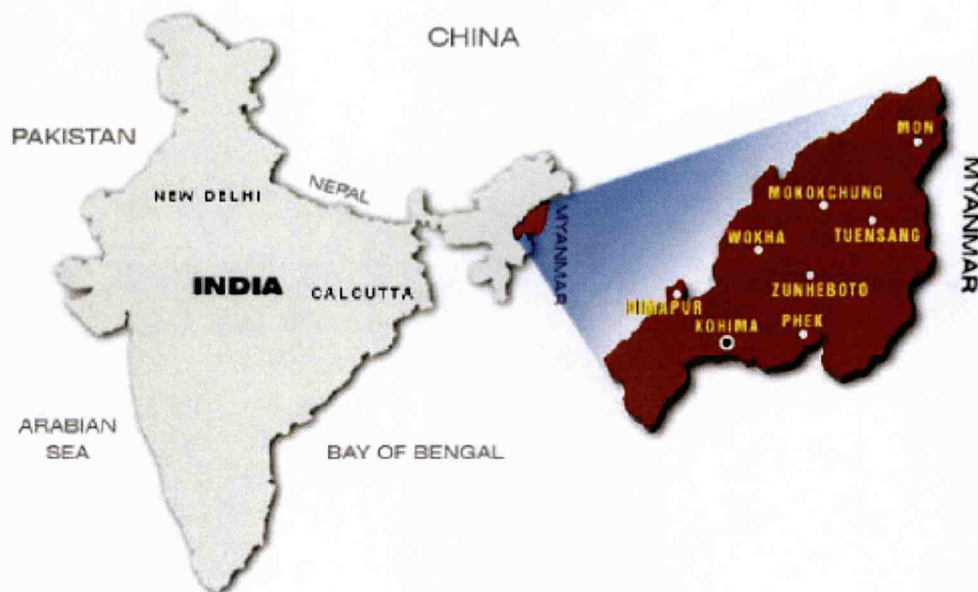 CHINA
PAKISTAN
NEW DELHI
NEPAL
MYANMAR
INDIA
CALCUTTA
ARABIAN
SEA
BAY OF BENGAL
MON
MOKOKCHUNG
TUENSANG
WOKHA
ZUNHEBOTO
DIMAPUR
KOHIMA
PHEK
MYANMAR